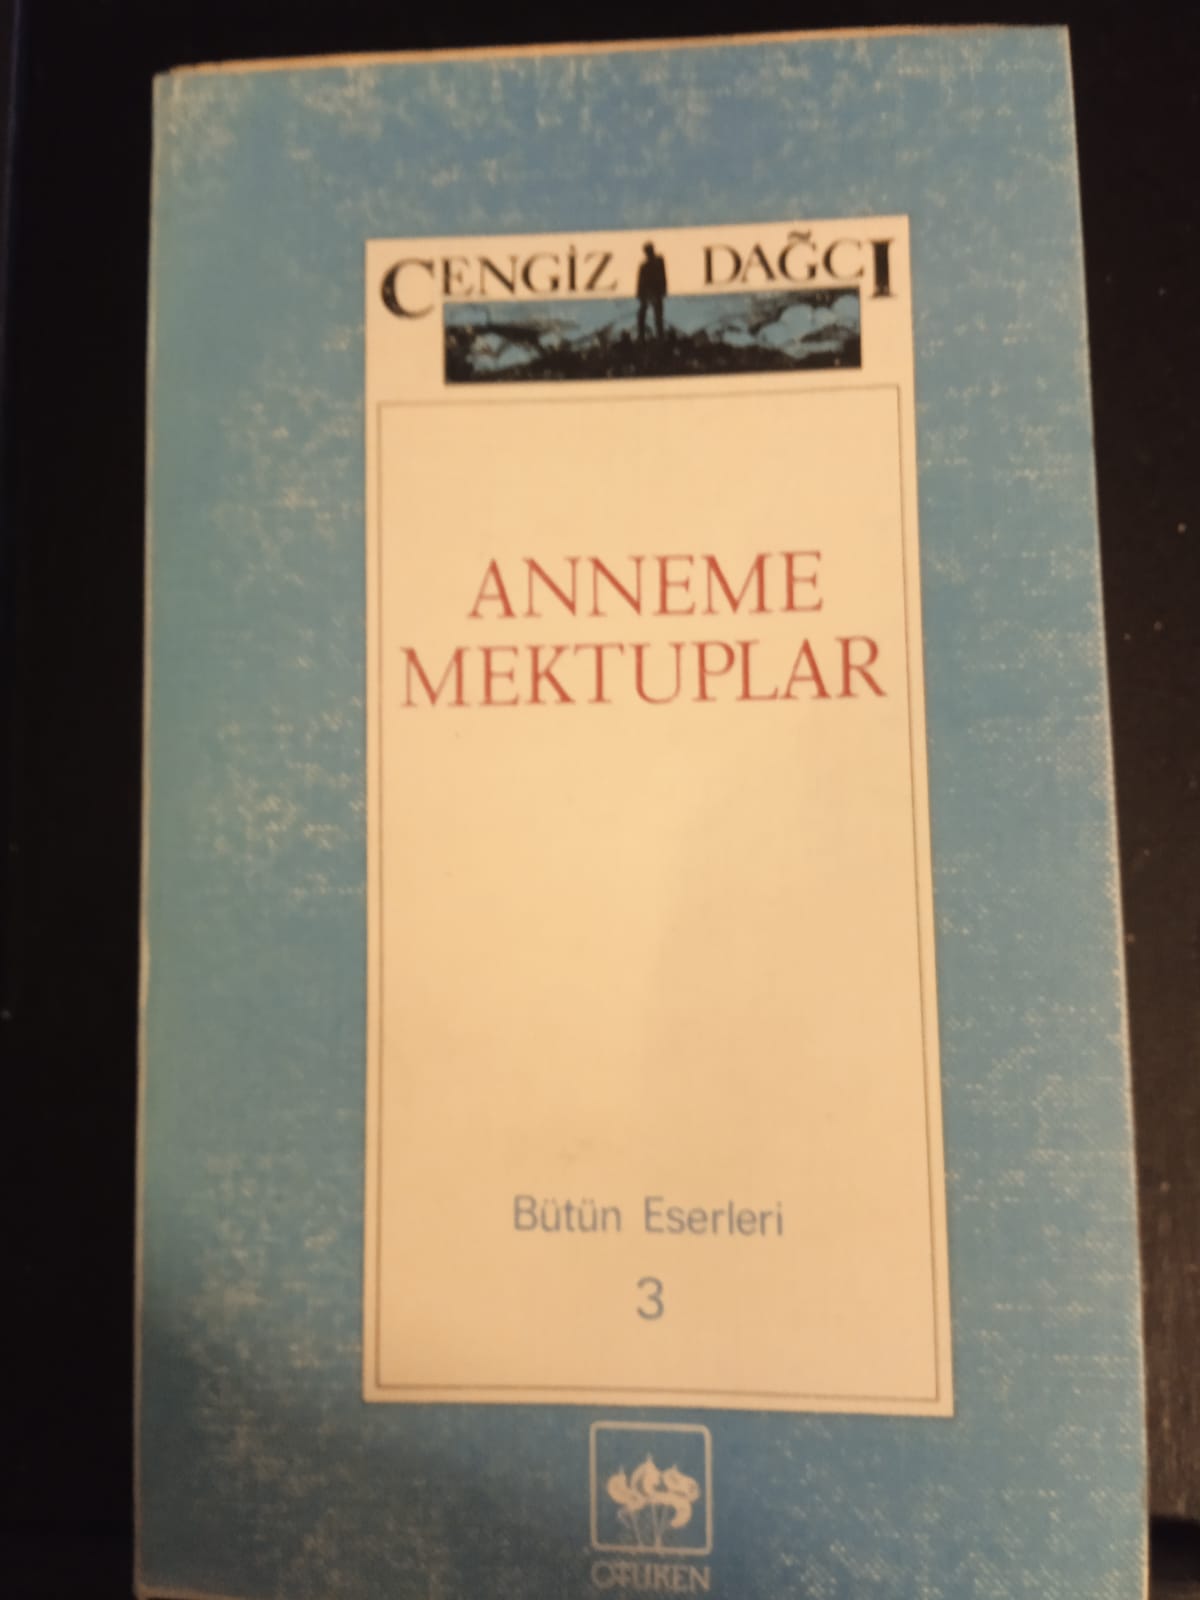 CENGİZ DAĞCI
ANNEME
MEKTUPLAR
Bütün Eserleri
3
ÖTÜKEN